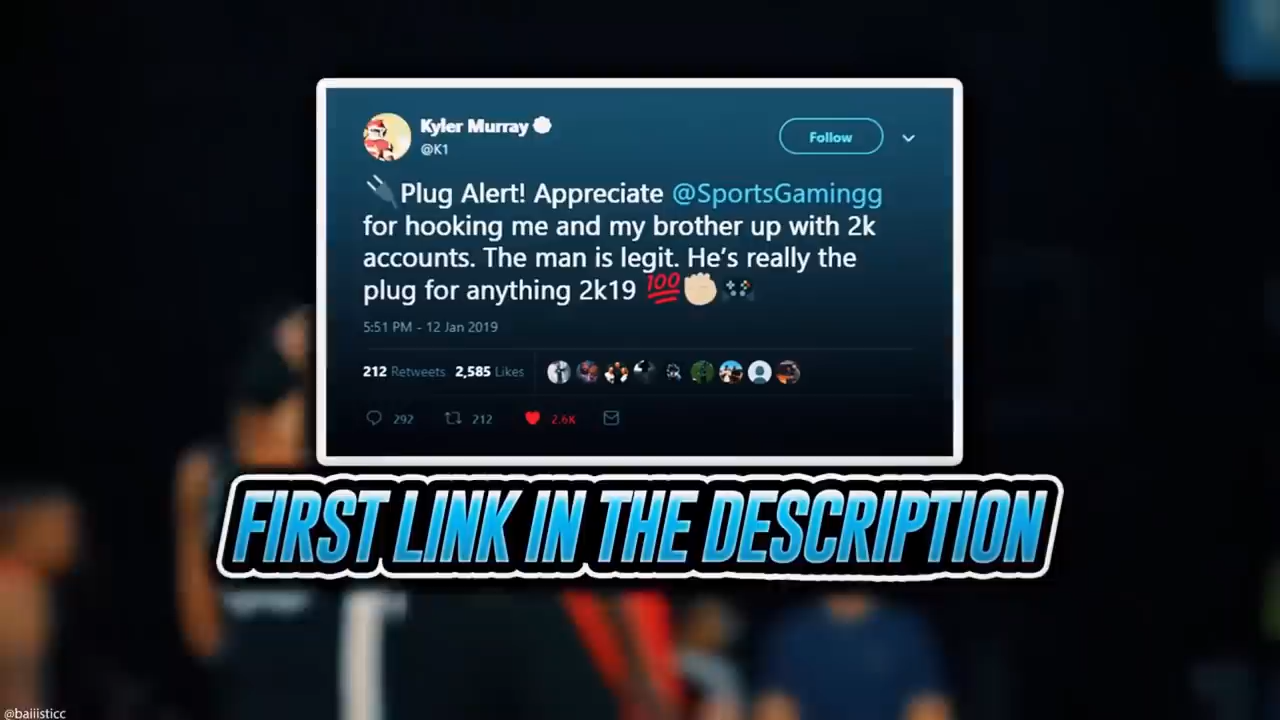 Kyler Murray
@K1
Follow
Plug Alert! Appreciate @SportsGamingg
for hooking me and my brother up with 2k
accounts. The man is legit. He's really the
plug for anything 2k19 💯✊🏼🎮
5:51 PM - 12 Jan 2019
212 Retweets 2,585 Likes
292 212 2.6K
FIRST LINK IN THE DESCRIPTION
@baiiisticc